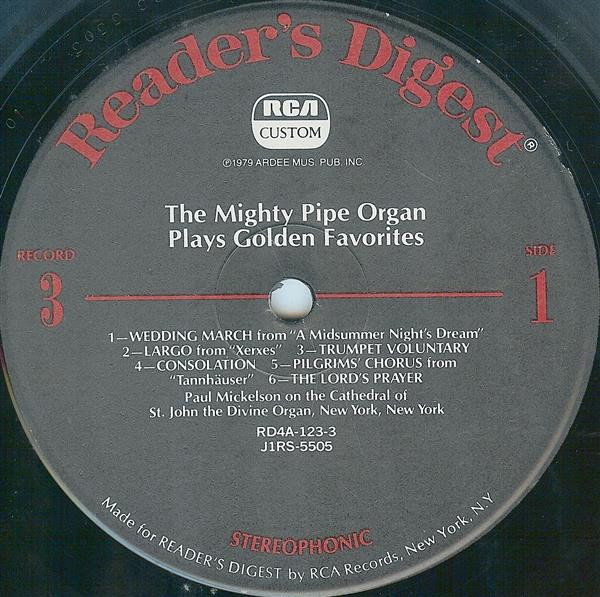 Reader's Digest®
RCA
CUSTOM
℗1979 ARDEE MUS. PUB. INC.
The Mighty Pipe Organ
Plays Golden Favorites
RECORD
3
SIDE
1
1—WEDDING MARCH from "A Midsummer Night's Dream"
2—LARGO from "Xerxes" 3—TRUMPET VOLUNTARY
4—CONSOLATION 5—PILGRIMS' CHORUS from
"Tannhäuser" 6—THE LORD'S PRAYER
Paul Mickelson on the Cathedral of
St. John the Divine Organ, New York, New York
RD4A-123-3
J1RS-5505
STEREOPHONIC
Made for READER'S DIGEST by RCA Records, New York, N.Y